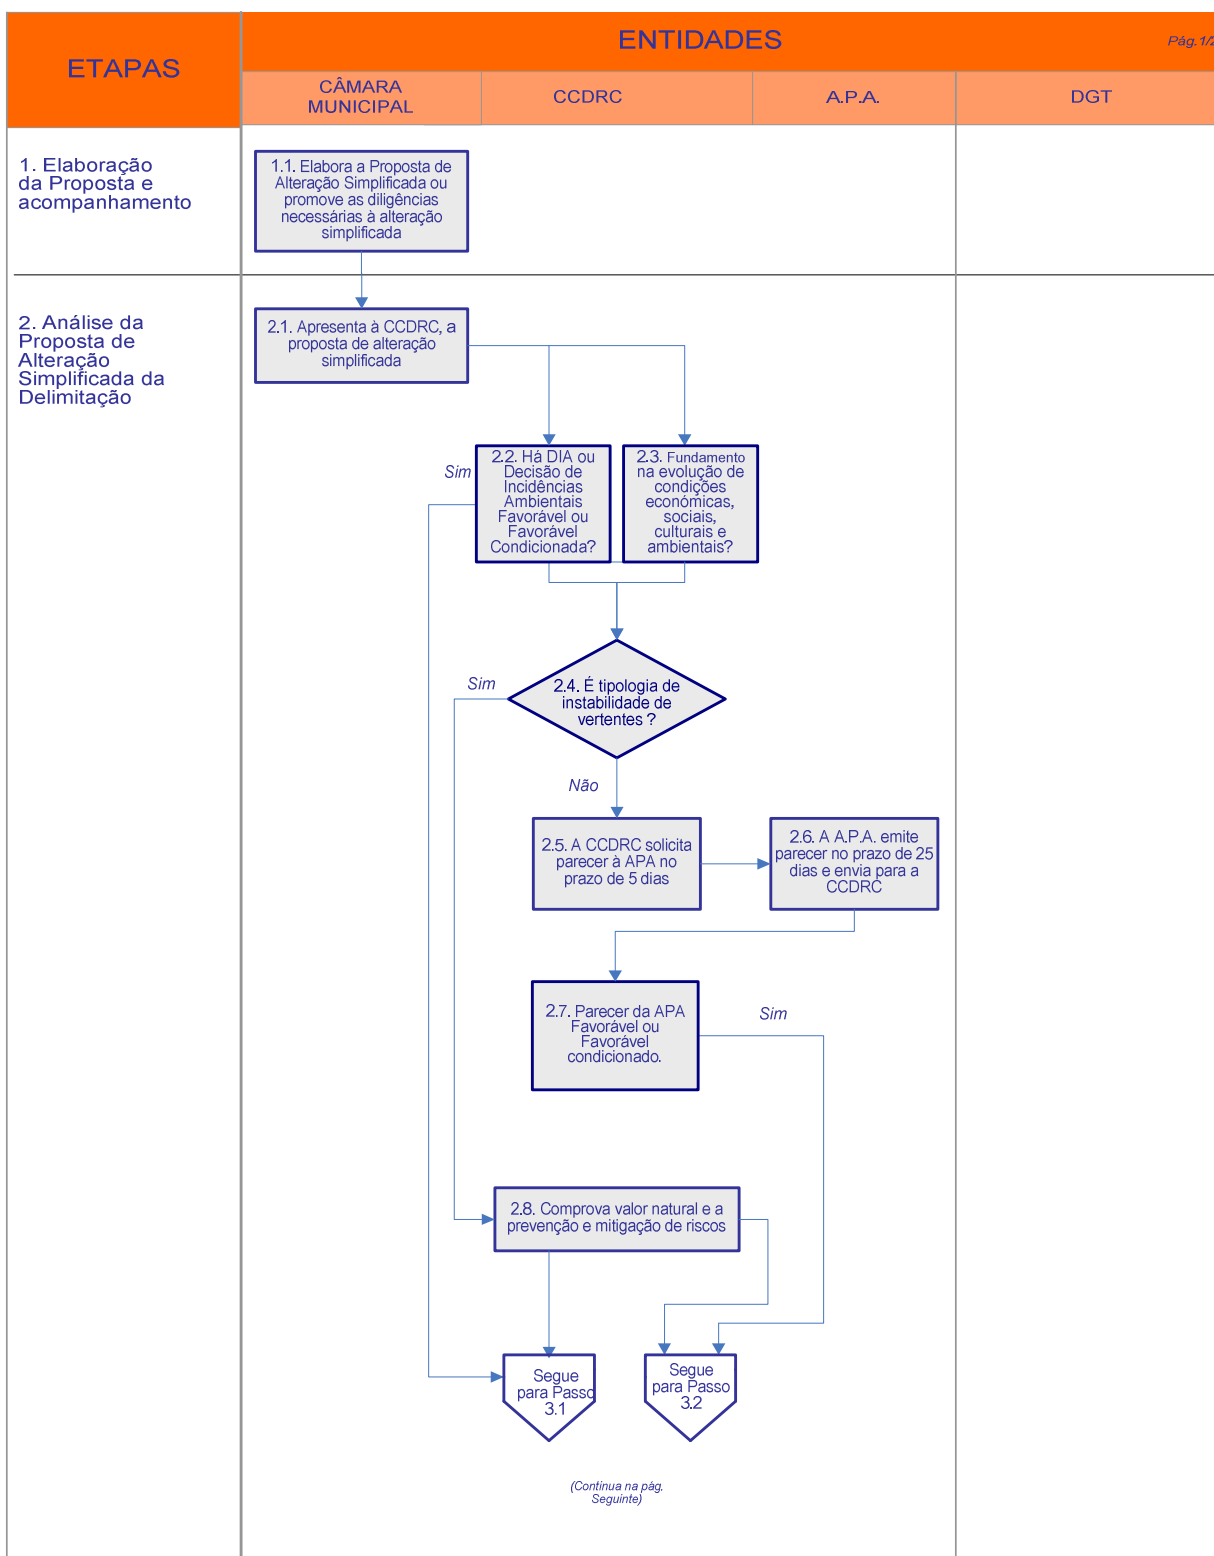 ETAPAS
ENTIDADES
Pág.1/2
CÂMARA
MUNICIPAL
CCDRC
A.P.A.
DGT
1. Elaboração
da Proposta e
acompanhamento
1.1. Elabora a Proposta de
Alteração Simplificada ou
promove as diligências
necessárias à alteração
simplificada
2. Análise da
Proposta de
Alteração
Simplificada da
Delimitação
2.1. Apresenta à CCDRC, a
proposta de alteração
simplificada
Sim
2.2. Há DIA ou
Decisão de
Incidências
Ambientais
Favorável ou
Favorável
Condicionada?
2.3. Fundamento
na evolução de
condições
económicas,
sociais,
culturais e
ambientais?
Sim
2.4. É tipologia de
instabilidade de
vertentes ?
Não
2.5. A CCDRC solicita
parecer à APA no
prazo de 5 dias
2.6. A A.P.A. emite
parecer no prazo de 25
dias e envia para a
CCDRC
2.7. Parecer da APA
Favorável ou
Favorável
condicionado.
Sim
2.8. Comprova valor natural e a
prevenção e mitigação de riscos
Segue
para Passo
3.1
Segue
para Passo
3.2
(Continua na pág.
Seguinte)